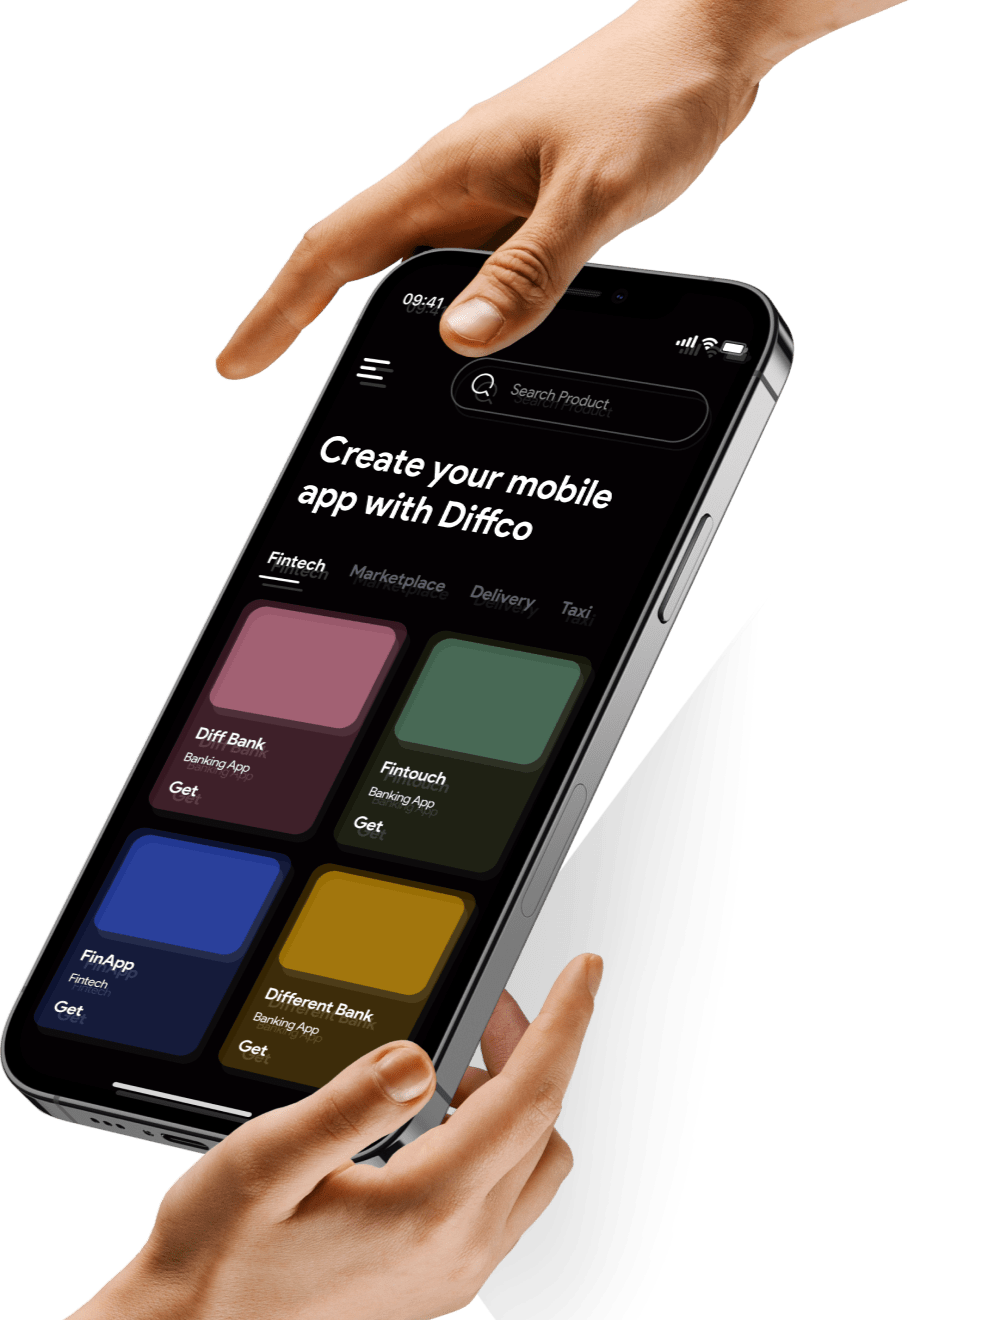 09:41
Search Product
Create your mobile
app with Diffco
Fintech
Marketplace
Delivery
Taxi
Diff Bank
Banking App
Get
Fintouch
Banking App
Get
FinApp
Fintech
Get
Different Bank
Banking App
Get